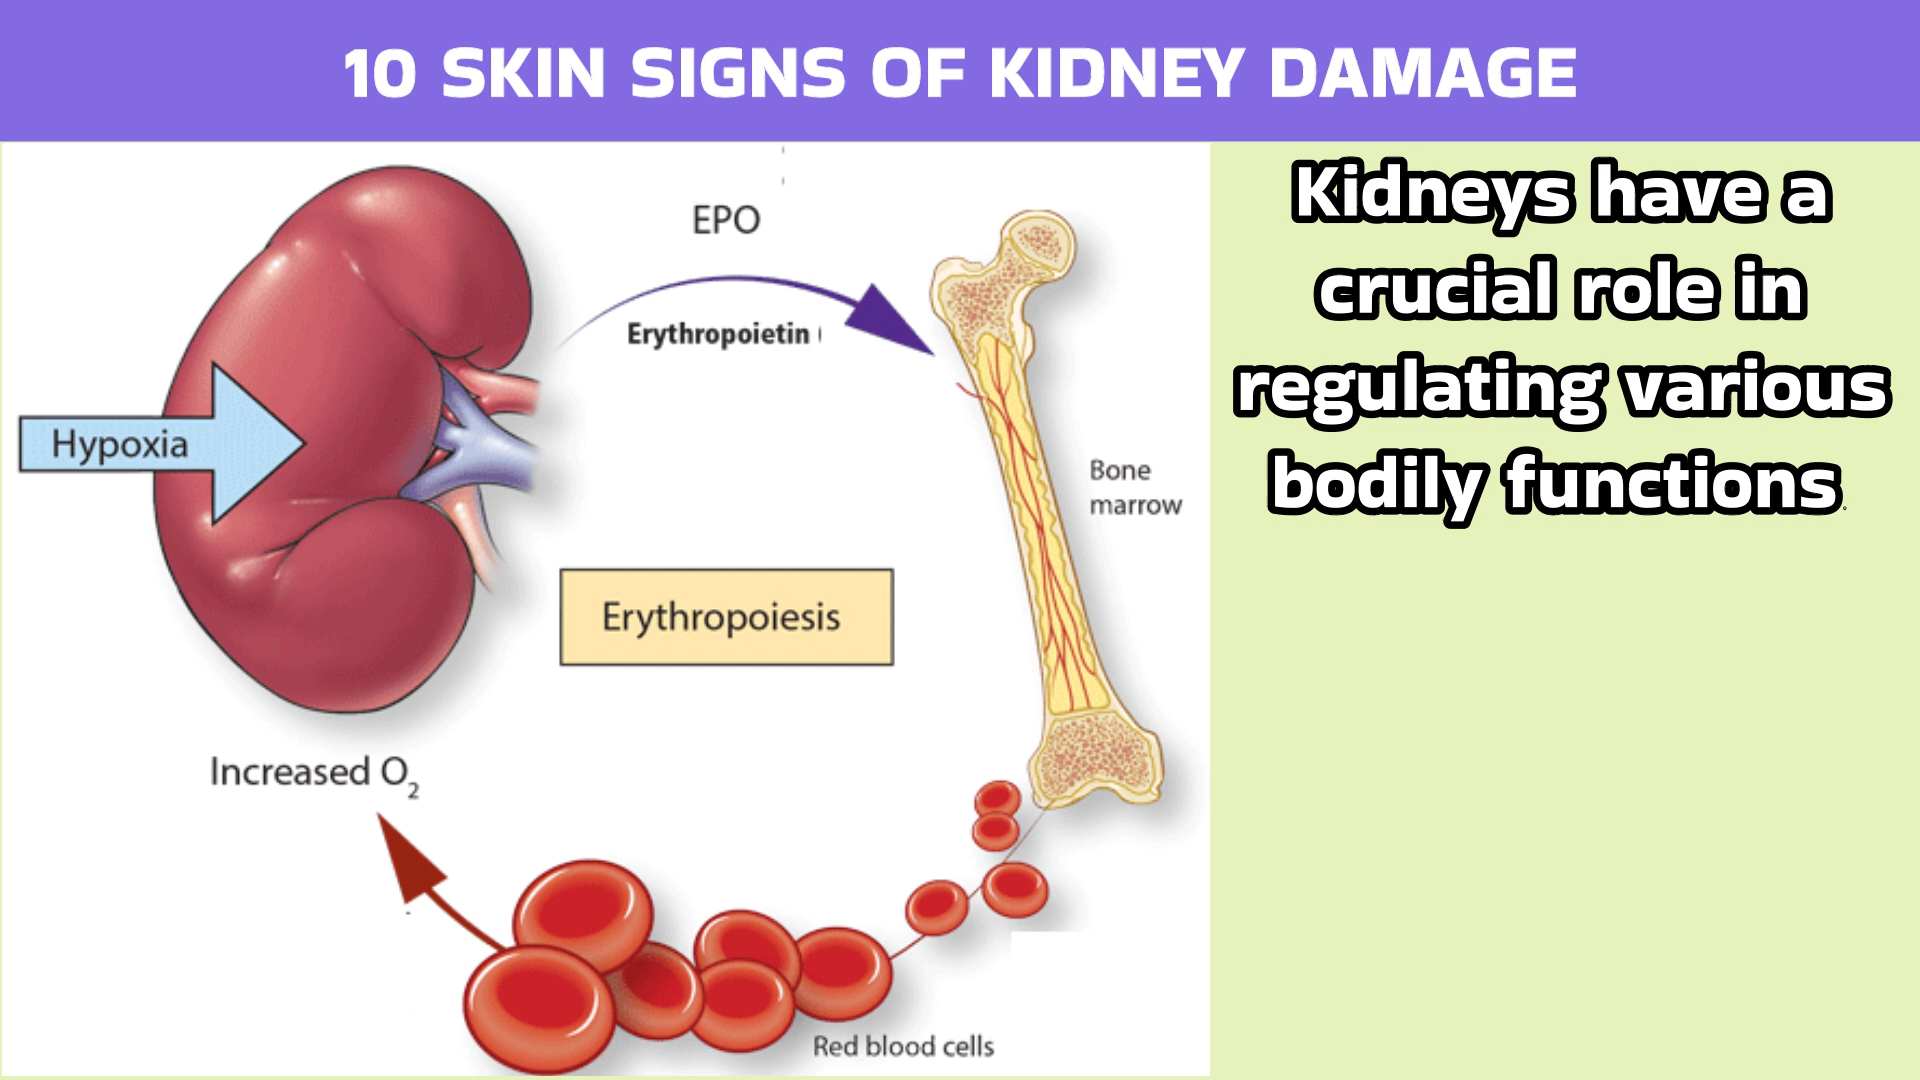 10 SKIN SIGNS OF KIDNEY DAMAGE
EPO
Erythropoietin
Hypoxia
Bone
marrow
Erythropoiesis
Increased O₂
Red blood cells
Kidneys have a
crucial role in
regulating various
bodily functions.